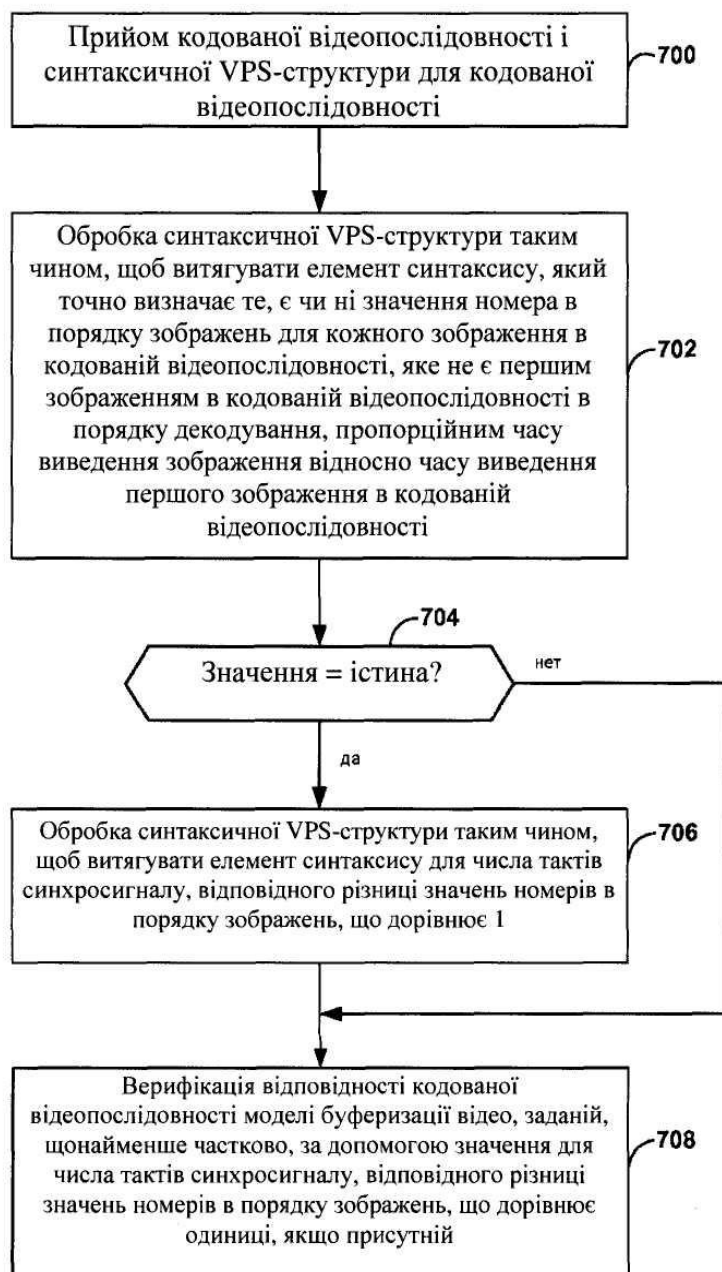 Прийом кодованої відеопослідовності і
синтаксичної VPS-структури для кодованої
відеопослідовності
700
Обробка синтаксичної VPS-структури таким
чином, щоб витягувати елемент синтаксису, який
точно визначає те, є чи ні значення номера в
порядку зображень для кожного зображення в
кодованій відеопослідовності, яке не є першим
зображенням в кодованій відеопослідовності в
порядку декодування, пропорційним часу
виведення зображення відносно часу виведення
першого зображення в кодованій
відеопослідовності
702
704
Значення = істина?
нет
да
Обробка синтаксичної VPS-структури таким чином,
щоб витягувати елемент синтаксису для числа тактів
синхросигналу, відповідного різниці значень номерів в
порядку зображень, що дорівнює 1
706
Верифікація відповідності кодованої
відеопослідовності моделі буферизації відео, заданій,
щонайменше частково, за допомогою значення для
числа тактів синхросигналу, відповідного різниці
значень номерів в порядку зображень, що дорівнює
одиниці, якщо присутній
708